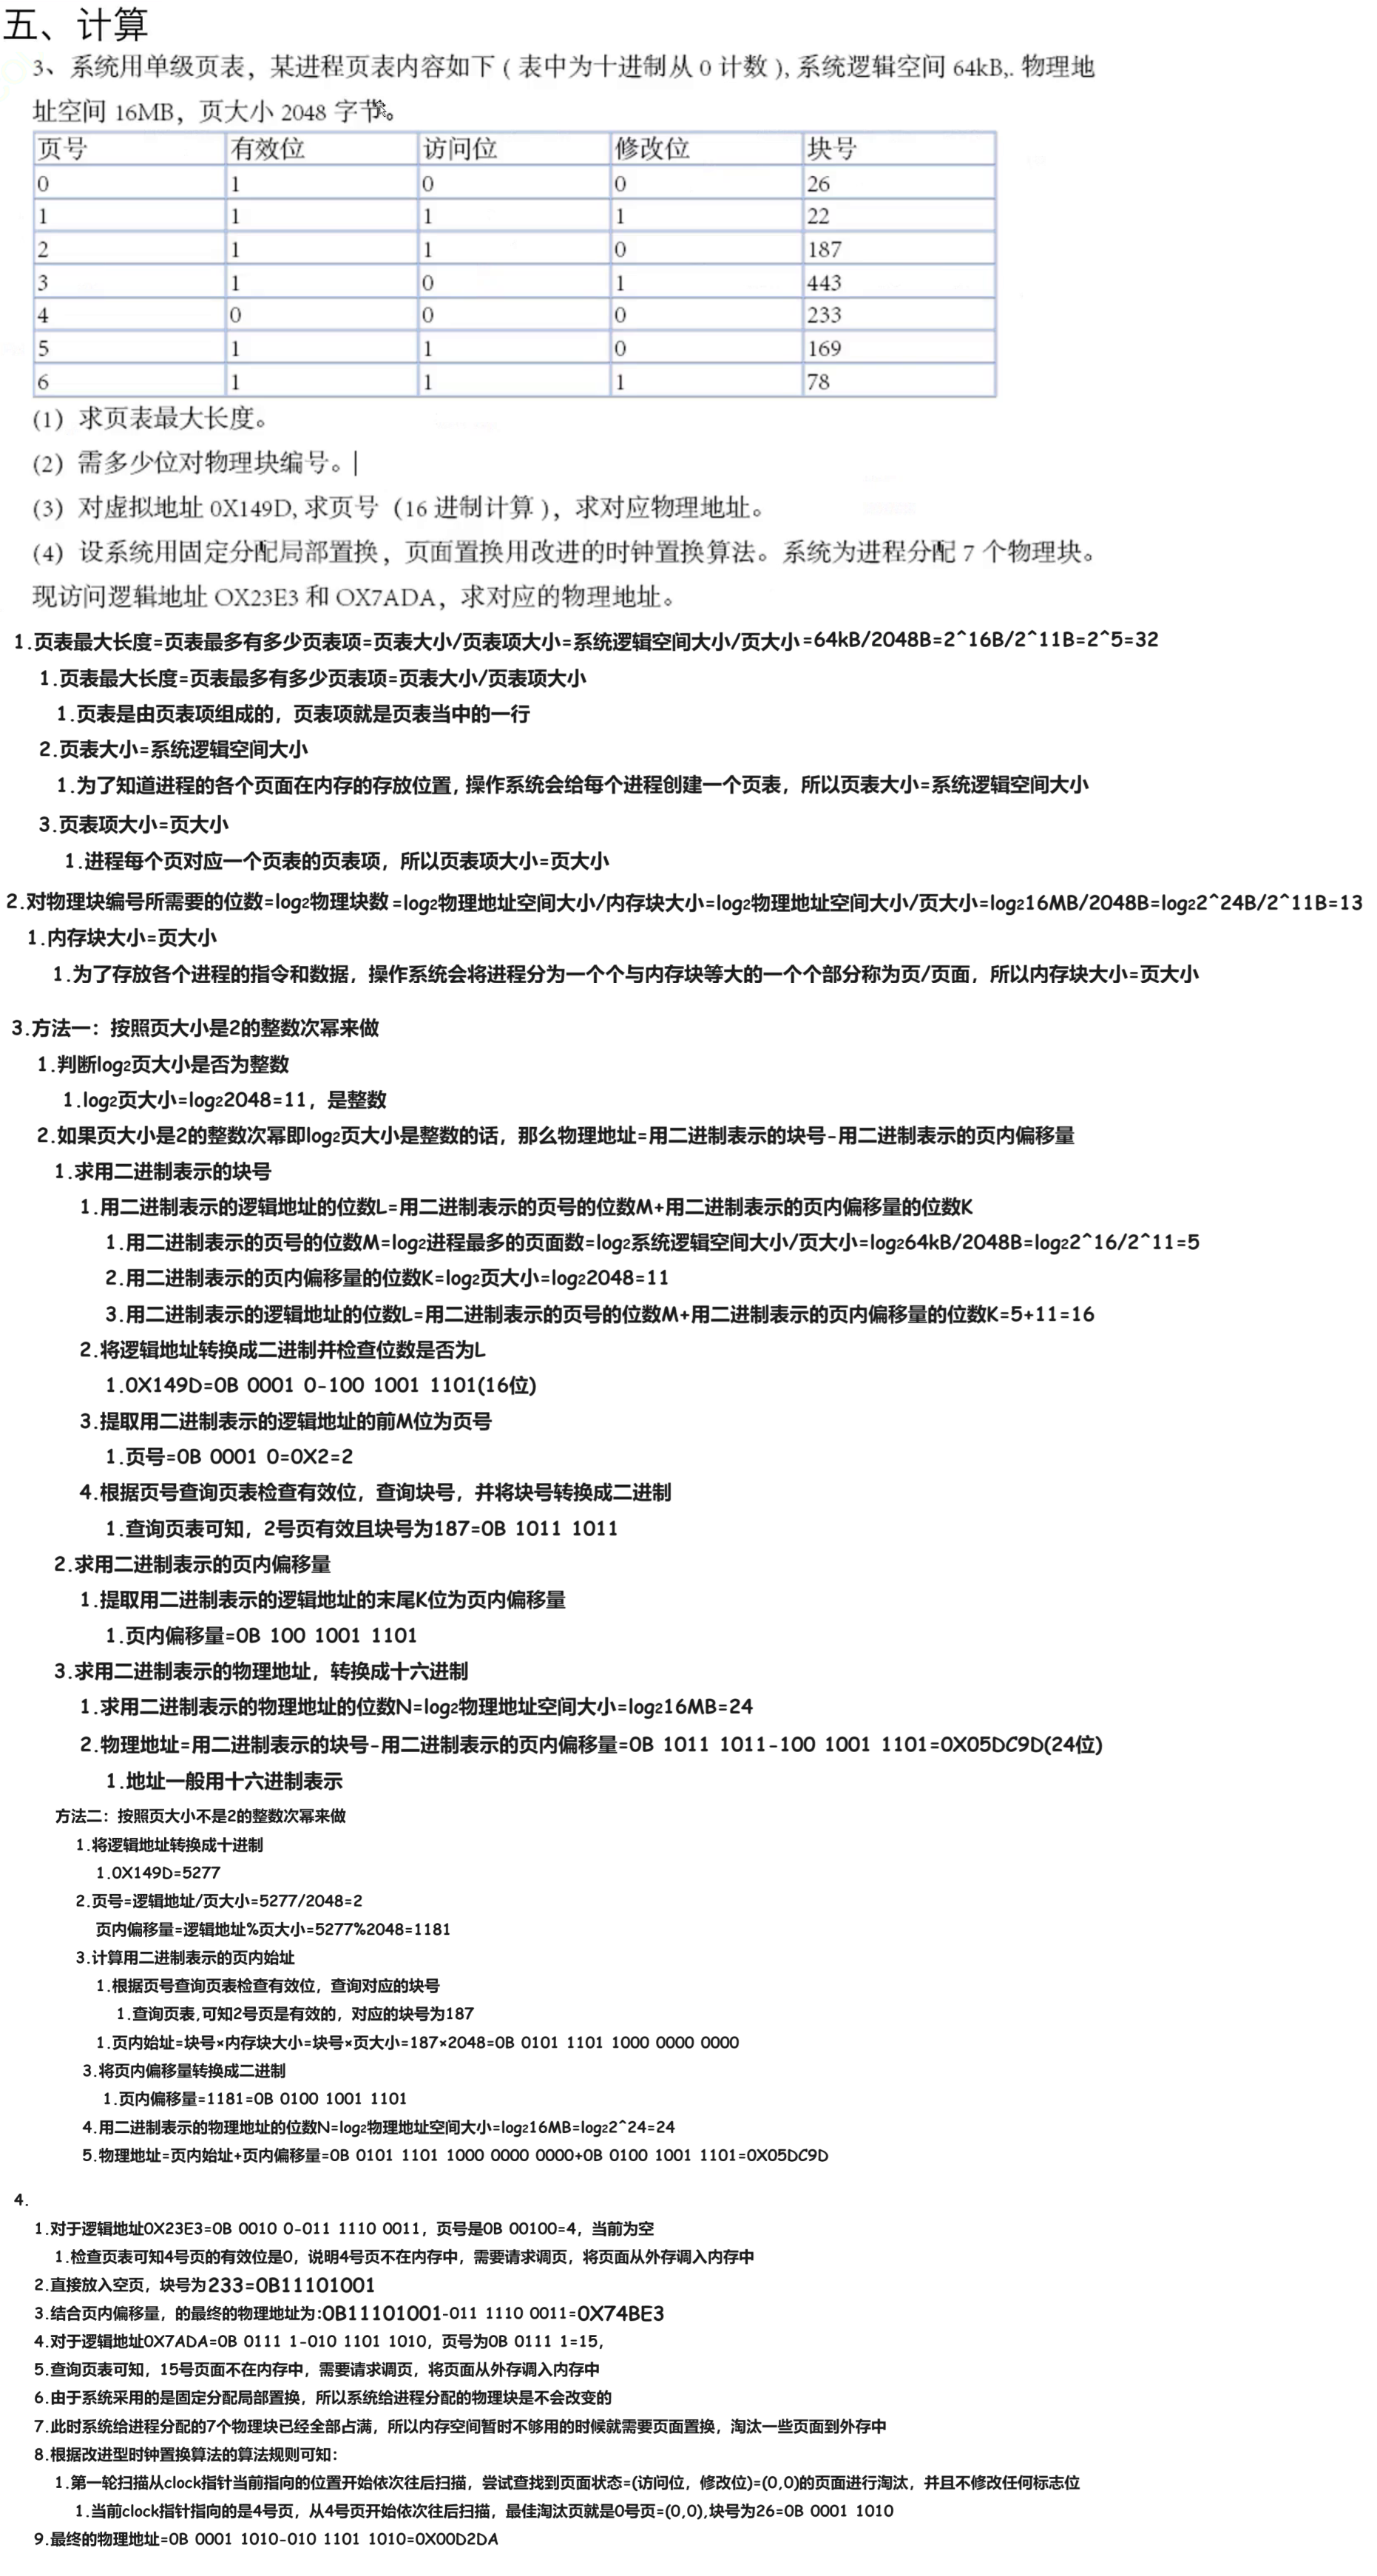 五、计算
3、系统用单级页表，某进程页表内容如下（表中为十进制从0计数），系统逻辑空间64kB,. 物理地
址空间16MB，页大小2048字节。
页号 有效位 访问位 修改位 块号
0 1 0 0 26
1 1 1 1 22
2 1 1 0 187
3 1 0 1 443
4 0 0 0 233
5 1 1 0 169
6 1 1 1 78
(1) 求页表最大长度。
(2) 需多少位对物理块编号。
(3) 对虚拟地址0X149D,求页号（16进制计算），求对应物理地址。
(4) 设系统用固定分配局部置换，页面置换用改进的时钟置换算法。系统为进程分配7个物理块。
现访问逻辑地址OX23E3和OX7ADA，求对应的物理地址。
1.页表最大长度=页表最多有多少页表项=页表大小/页表项大小=系统逻辑空间大小/页大小=64kB/2048B=2^16B/2^11B=2^5=32
1.页表最大长度=页表最多有多少页表项=页表大小/页表项大小
1.页表是由页表项组成的，页表项就是页表当中的一行
2.页表大小=系统逻辑空间大小
1.为了知道进程的各个页面在内存的存放位置,操作系统会给每个进程创建一个页表，所以页表大小=系统逻辑空间大小
3.页表项大小=页大小
1.进程每个页对应一个页表的页表项，所以页表项大小=页大小
2.对物理块编号所需要的位数=log2物理块数=log2物理地址空间大小/内存块大小=log2物理地址空间大小/页大小=log216MB/2048B=log22^24B/2^11B=13
1.内存块大小=页大小
1.为了存放各个进程的指令和数据，操作系统会将进程分为一个个与内存块等大的一个个部分称为页/页面，所以内存块大小=页大小
3.方法一：按照页大小是2的整数次幂来做
1.判断log2页大小是否为整数
1.log2页大小=log22048=11，是整数
2.如果页大小是2的整数次幂即log2页大小是整数的话，那么物理地址=用二进制表示的块号-用二进制表示的页内偏移量
1.求用二进制表示的块号
1.用二进制表示的逻辑地址的位数L=用二进制表示的页号的位数M+用二进制表示的页内偏移量的位数K
1.用二进制表示的页号的位数M=log2进程最多的页面数=log2系统逻辑空间大小/页大小=log264kB/2048B=log22^16/2^11=5
2.用二进制表示的页内偏移量的位数K=log2页大小=log22048=11
3.用二进制表示的逻辑地址的位数L=用二进制表示的页号的位数M+用二进制表示的页内偏移量的位数K=5+11=16
2.将逻辑地址转换成二进制并检查位数是否为L
1.0X149D=0B 0001 0-100 1001 1101(16位)
3.提取用二进制表示的逻辑地址的前M位为页号
1.页号=0B 0001 0=0X2=2
4.根据页号查询页表检查有效位，查询块号，并将块号转换成二进制
1.查询页表可知，2号页有效且块号为187=0B 1011 1011
2.求用二进制表示的页内偏移量
1.提取用二进制表示的逻辑地址的末尾K位为页内偏移量
1.页内偏移量=0B 100 1001 1101
3.求用二进制表示的物理地址，转换成十六进制
1.求用二进制表示的物理地址的位数N=log2物理地址空间大小=log216MB=24
2.物理地址=用二进制表示的块号-用二进制表示的页内偏移量=0B 1011 1011-100 1001 1101=0X05DC9D(24位)
1.地址一般用十六进制表示
方法二：按照页大小不是2的整数次幂来做
1.将逻辑地址转换成十进制
1.0X149D=5277
2.页号=逻辑地址/页大小=5277/2048=2
页内偏移量=逻辑地址%页大小=5277%2048=1181
3.计算用二进制表示的页内始址
1.根据页号查询页表检查有效位，查询对应的块号
1.查询页表,可知2号页是有效的，对应的块号为187
1.页内始址=块号×内存块大小=块号×页大小=187×2048=0B 0101 1101 1000 0000 0000
3.将页内偏移量转换成二进制
1.页内偏移量=1181=0B 0100 1001 1101
4.用二进制表示的物理地址的位数N=log2物理地址空间大小=log216MB=log22^24=24
5.物理地址=页内始址+页内偏移量=0B 0101 1101 1000 0000 0000+0B 0100 1001 1101=0X05DC9D
4.
1.对于逻辑地址0X23E3=0B 0010 0-011 1110 0011，页号是0B 00100=4，当前为空
1.检查页表可知4号页的有效位是0，说明4号页不在内存中，需要请求调页，将页面从外存调入内存中
2.直接放入空页，块号为233=0B11101001
3.结合页内偏移量，的最终的物理地址为:0B11101001-011 1110 0011=0X74BE3
4.对于逻辑地址0X7ADA=0B 0111 1-010 1101 1010，页号为0B 0111 1=15，
5.查询页表可知，15号页面不在内存中，需要请求调页，将页面从外存调入内存中
6.由于系统采用的是固定分配局部置换，所以系统给进程分配的物理块是不会改变的
7.此时系统给进程分配的7个物理块已经全部占满，所以内存空间暂时不够用的时候就需要页面置换，淘汰一些页面到外存中
8.根据改进型时钟置换算法的算法规则可知：
1.第一轮扫描从clock指针当前指向的位置开始依次往后扫描，尝试查找到页面状态=(访问位，修改位)=(0,0)的页面进行淘汰，并且不修改任何标志位
1.当前clock指针指向的是4号页，从4号页开始依次往后扫描，最佳淘汰页就是0号页=(0,0),块号为26=0B 0001 1010
9.最终的物理地址=0B 0001 1010-010 1101 1010=0X00D2DA